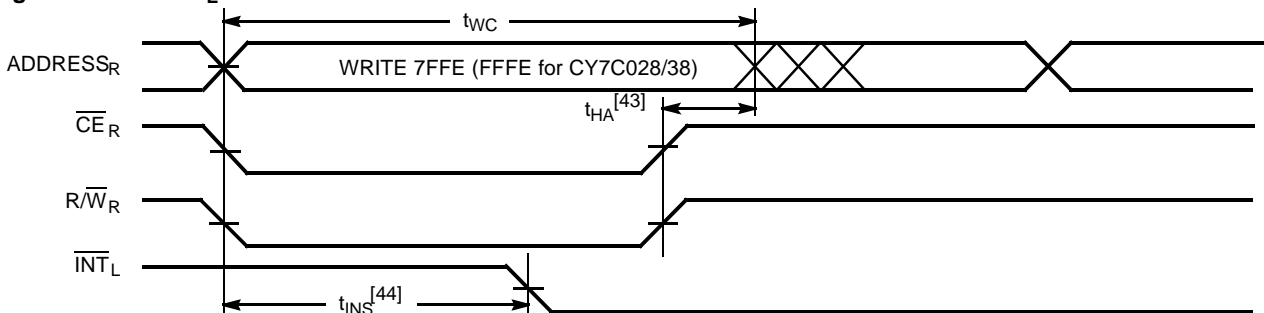 tWC
ADDRESSR
WRITE 7FFE (FFFE for CY7C028/38)
tHA[43]
CER
R/WR
INTL
tINS[44]